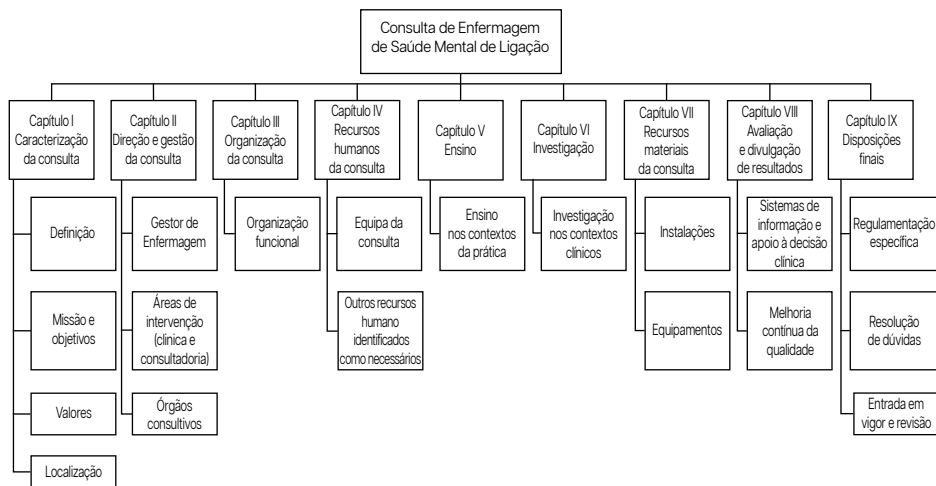 Consulta de Enfermagem
de Saúde Mental de Ligação
Capítulo I
Caracterização
da consulta
Capítulo II
Direção e gestão
da consulta
Capítulo III
Organização
da consulta
Capítulo IV
Recursos
humanos
da consulta
Capítulo V
Ensino
Capítulo VI
Investigação
Capítulo VII
Recursos
materiais
da consulta
Capítulo VIII
Avaliação
e divulgação
de resultados
Capítulo IX
Disposições
finais
Definição
Gestor de
Enfermagem
Organização
funcional
Equipa da
consulta
Ensino
nos contextos
da prática
Investigação
nos contextos
clínicos
Instalações
Sistemas de
informação e
apoio à decisão
clínica
Regulamentação
específica
Missão e
objetivos
Áreas de
intervenção
(clínica e
consultadoria)
Outros recursos
humano
identificados
como necessários
Equipamentos
Melhoria
contínua da
qualidade
Resolução
de dúvidas
Valores
Órgãos
consultivos
Entrada em
vigor e revisão
Localização